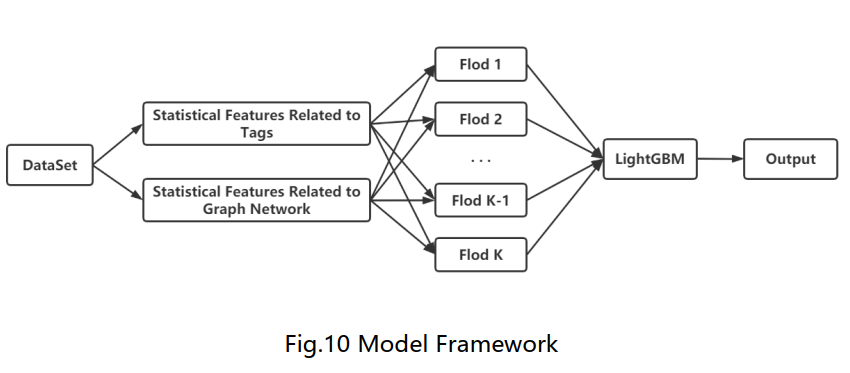 DataSet
Statistical Features Related to
Tags
Statistical Features Related to
Graph Network
Flod 1
Flod 2
...
Flod K-1
Flod K
LightGBM
Output
Fig.10 Model Framework